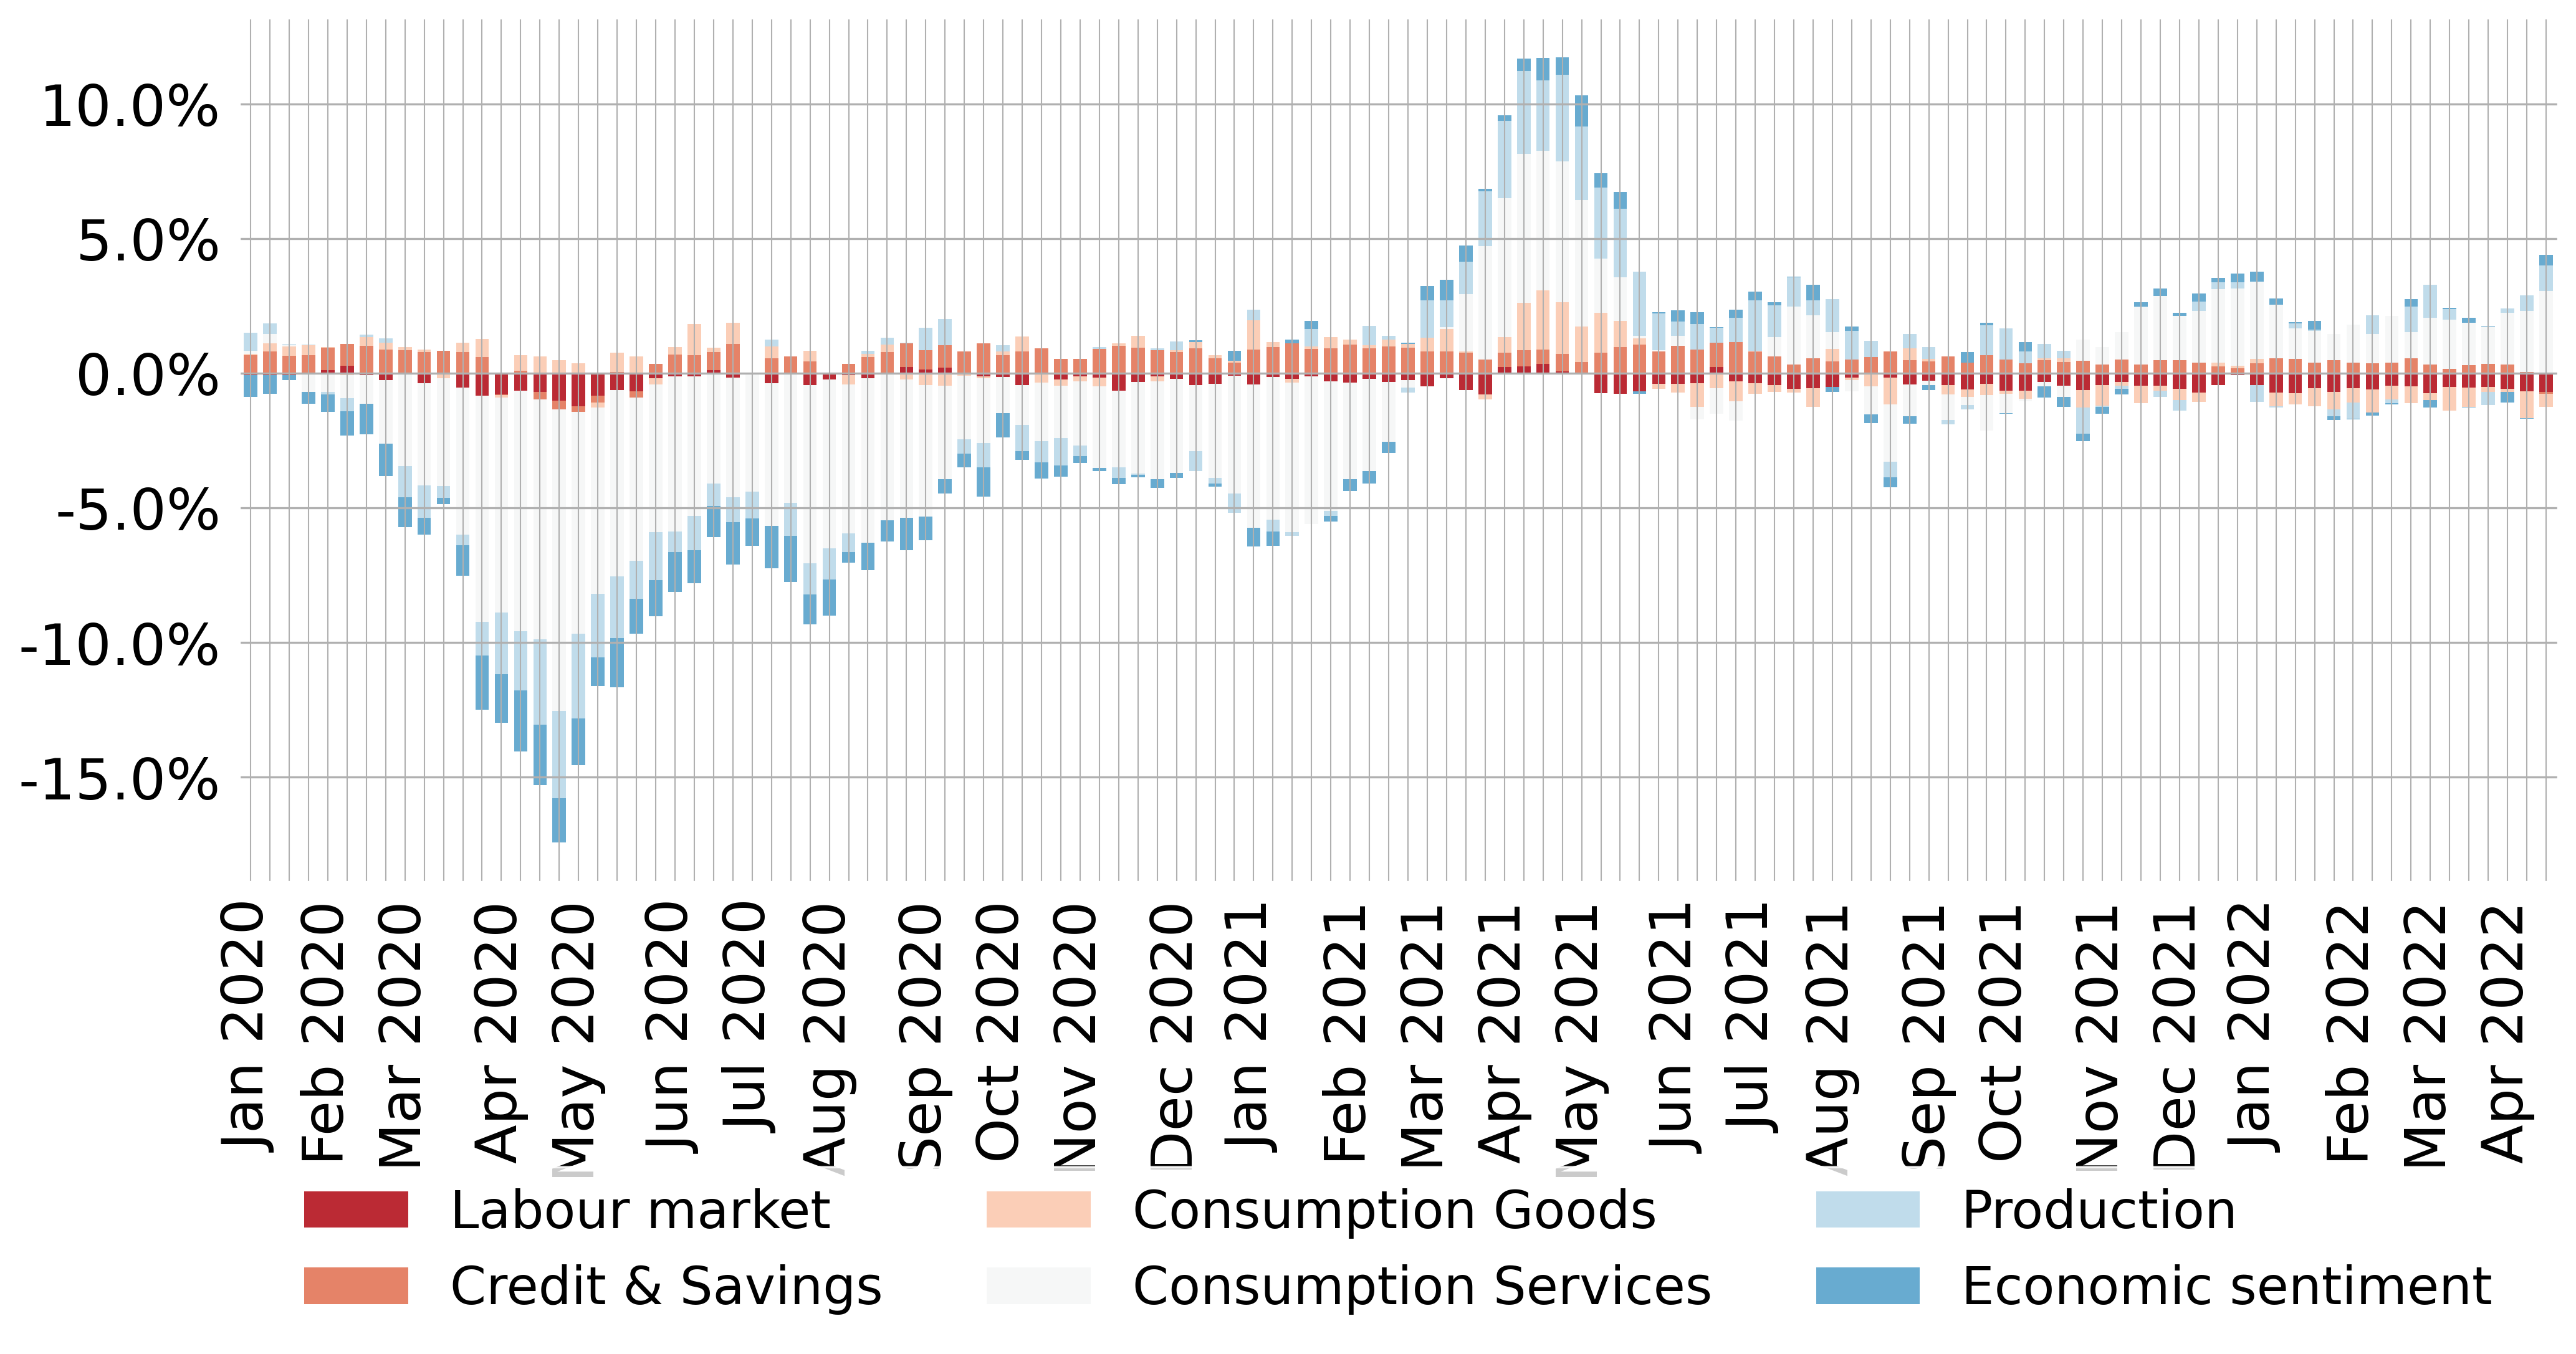 10.0%
5.0%
0.0%
-5.0%
-10.0%
-15.0%
Jan 2020
Feb 2020
Mar 2020
Apr 2020
May 2020
Jun 2020
Jul 2020
Aug 2020
Sep 2020
Oct 2020
Nov 2020
Dec 2020
Jan 2021
Feb 2021
Mar 2021
Apr 2021
May 2021
Jun 2021
Jul 2021
Aug 2021
Sep 2021
Oct 2021
Nov 2021
Dec 2021
Jan 2022
Feb 2022
Mar 2022
Apr 2022
Labour market
Credit & Savings
Consumption Goods
Consumption Services
Production
Economic sentiment